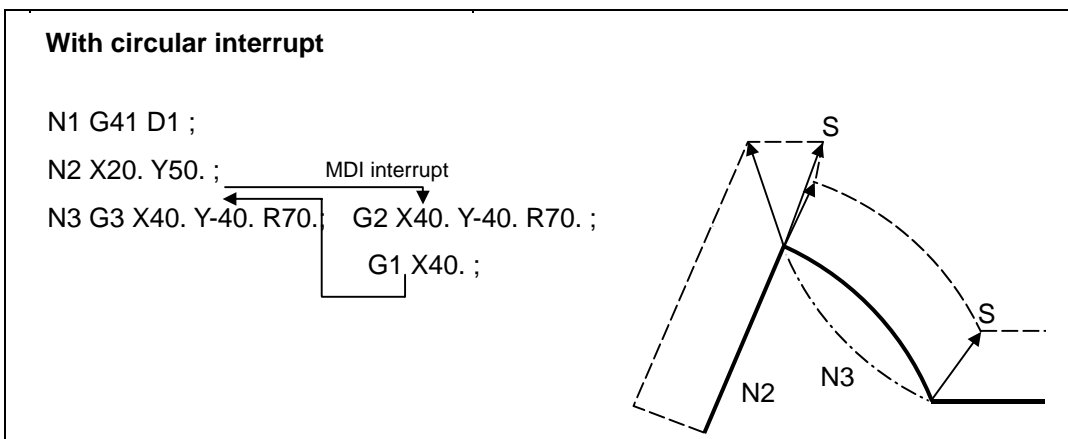 With circular interrupt
N1 G41 D1 ;
N2 X20. Y50. ;
MDI interrupt
N3 G3 X40. Y-40. R70.;
G2 X40. Y-40. R70. ;
G1 X40. ;
S
S
N3
N2